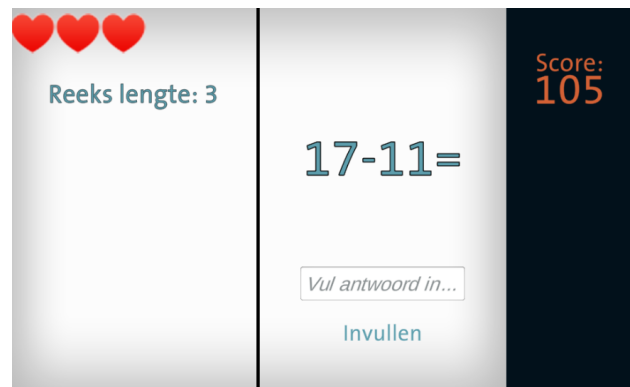 Reeks lengte: 3
17-11=
Vul antwoord in...
Invullen
Score:
105